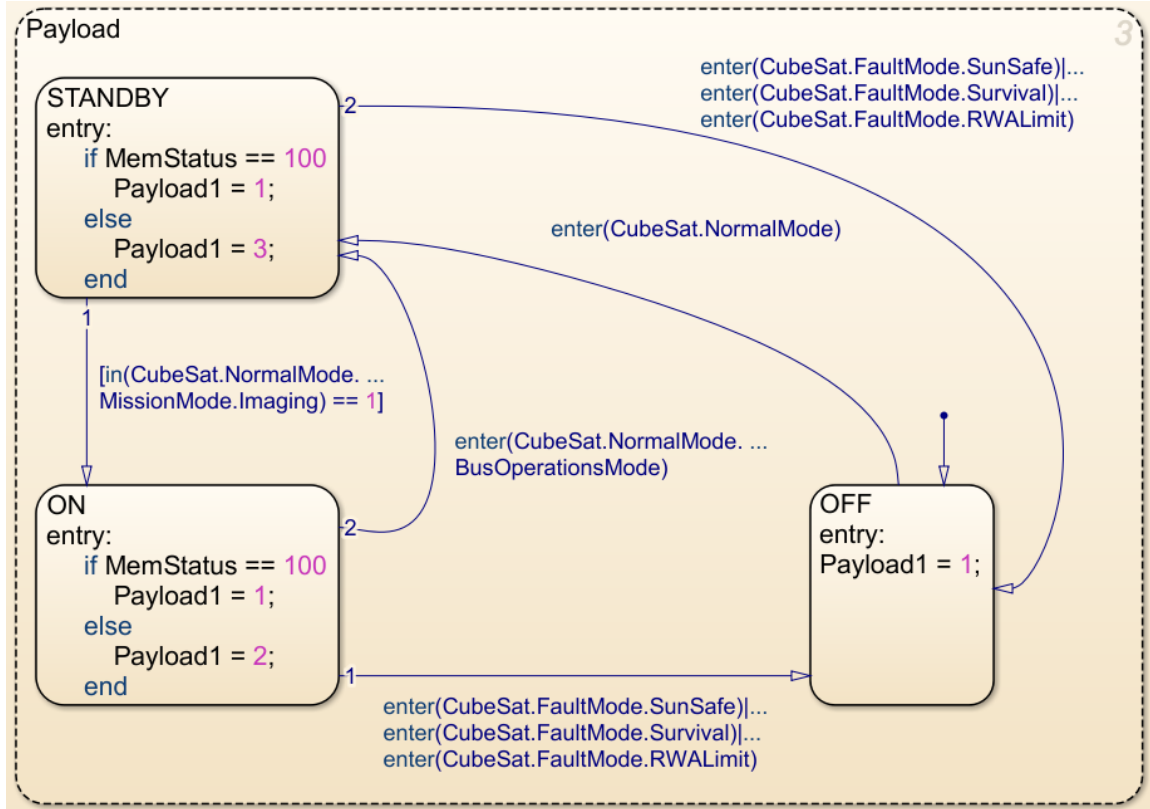 Payload
3
enter(CubeSat.FaultMode.SunSafe)|...
enter(CubeSat.FaultMode.Survival)|...
enter(CubeSat.FaultMode.RWALimit)
STANDBY
entry:
if MemStatus == 100
Payload1 = 1;
else
Payload1 = 3;
end
2
enter(CubeSat.NormalMode)
1
[in(CubeSat.NormalMode. ...
MissionMode.Imaging) == 1]
enter(CubeSat.NormalMode. ...
BusOperationsMode)
ON
entry:
if MemStatus == 100
Payload1 = 1;
else
Payload1 = 2;
end
2
1
OFF
entry:
Payload1 = 1;
enter(CubeSat.FaultMode.SunSafe)|...
enter(CubeSat.FaultMode.Survival)|...
enter(CubeSat.FaultMode.RWALimit)